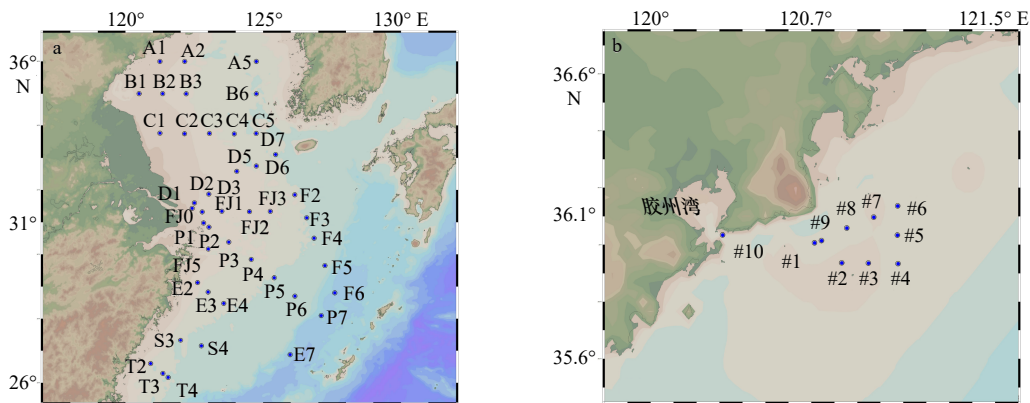 120° 125° 130° E
a
36°
N
31°
26°
A1 A2 A5
B1 B2 B3 B6
C1 C2 C3 C4 C5
D7
D5 D6
D1 D2 D3
FJ0 FJ1 FJ3 F2
FJ2 F3
P1 P2 F4
FJ5 P3 P4 F5
E2 E3 E4 P5 P6 F6
P7
S3 S4 E7
T2 T3 T4
120° 120.7° 121.5° E
b
36.6°
N
36.1°
35.6°
胶州湾
#7 #6
#9 #8
#10 #1 #5
#2 #3 #4